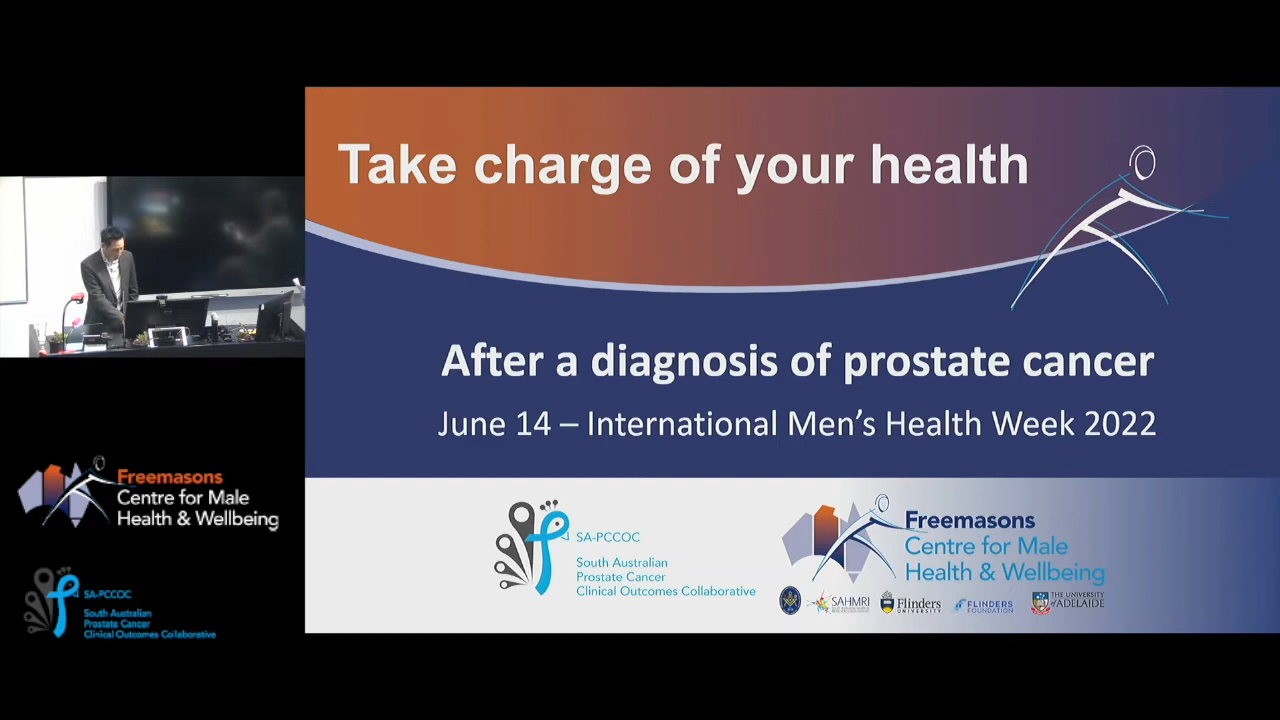 Take charge of your health
After a diagnosis of prostate cancer
June 14 – International Men's Health Week 2022
SA-PCCOC
South Australian
Prostate Cancer
Clinical Outcomes Collaborative
Freemasons
Centre for Male
Health & Wellbeing
SAHMRI
Flinders
UNIVERSITY
FLINDERS
FOUNDATION
THE UNIVERSITY
of ADELAIDE
Freemasons
Centre for Male
Health & Wellbeing
SA-PCCOC
South Australian
Prostate Cancer
Clinical Outcomes Collaborative